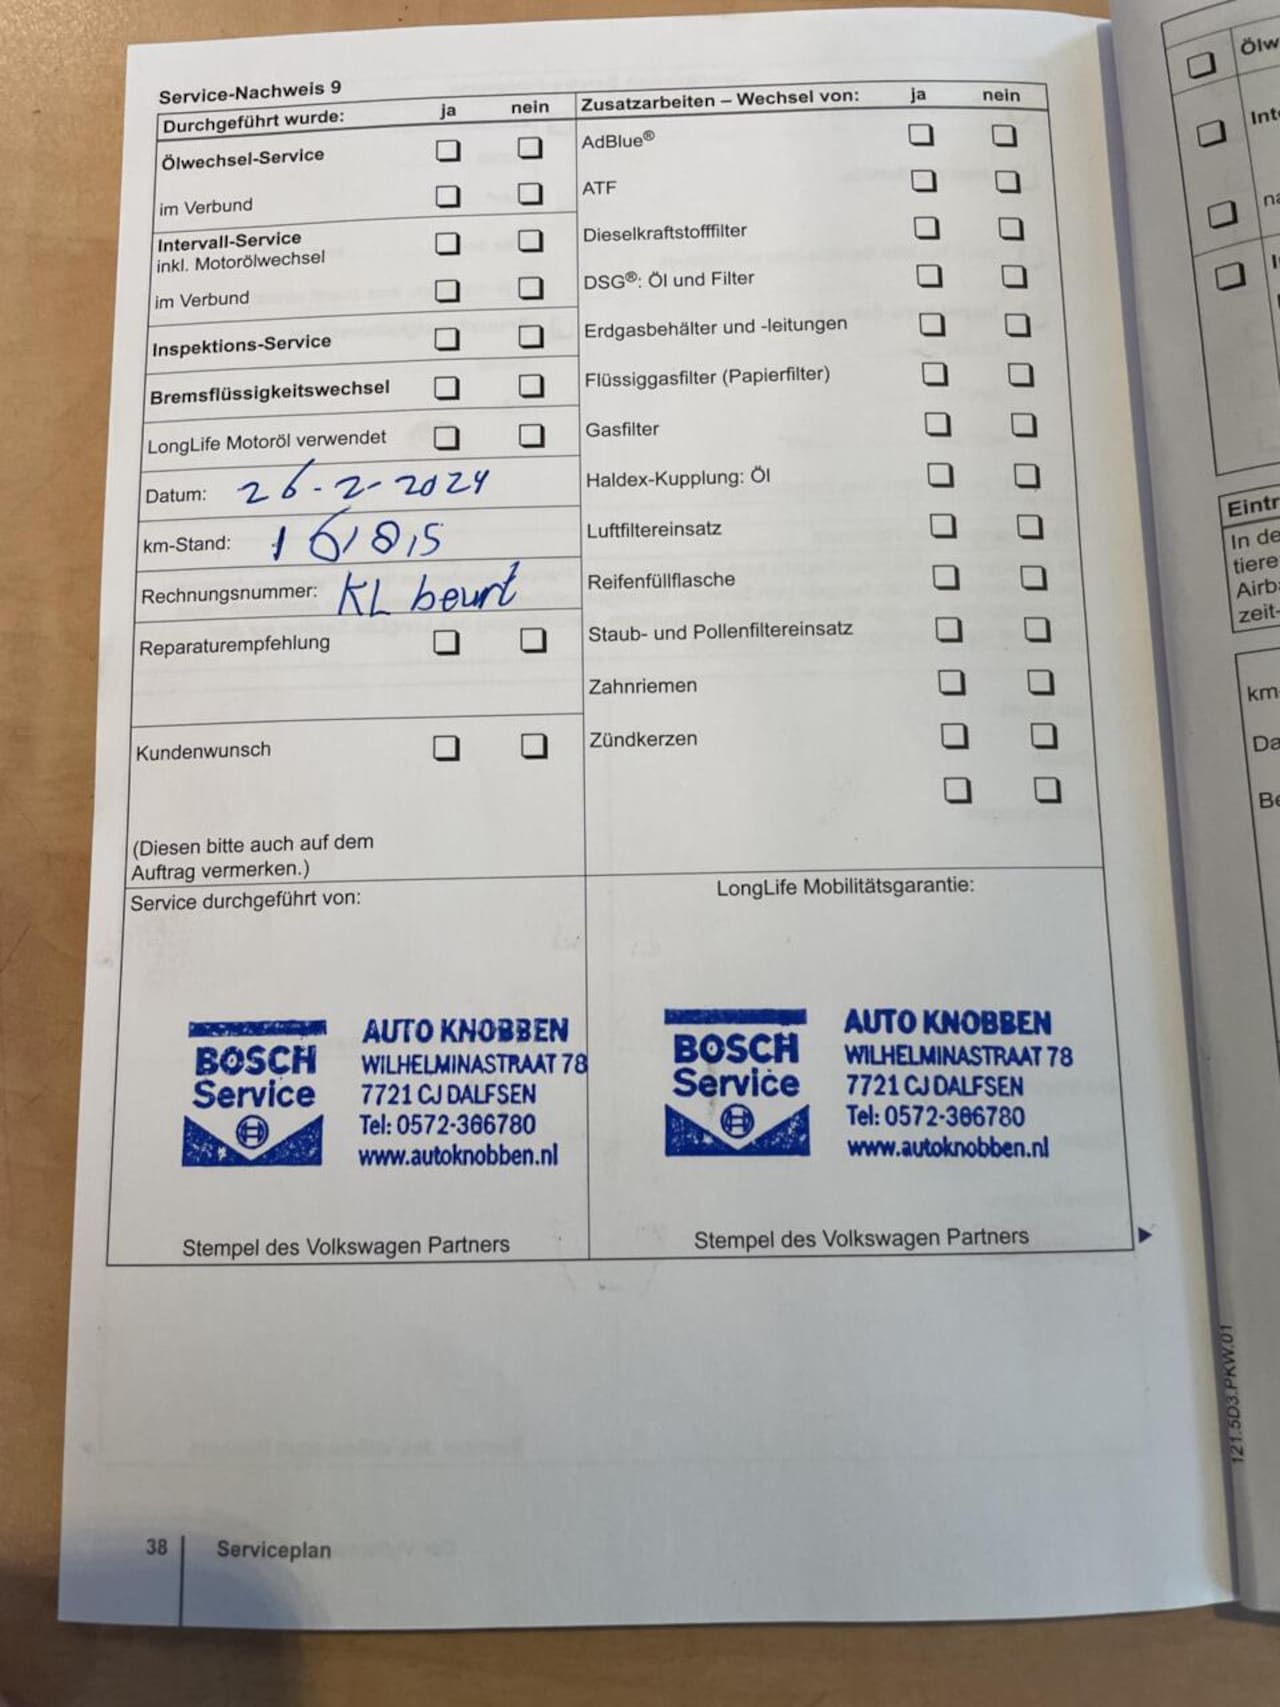 Service-Nachweis 9
Durchgeführt wurde: ja nein
Ölwechsel-Service
im Verbund
Intervall-Service
inkl. Motorölwechsel
im Verbund
Inspektions-Service
Bremsflüssigkeitswechsel
LongLife Motoröl verwendet
Datum: 26-2-2024
km-Stand:
Rechnungsnummer: KL beurt
Reparaturempfehlung
Kundenwunsch
(Diesen bitte auch auf dem
Auftrag vermerken.)
Zusatzarbeiten – Wechsel von: ja nein
AdBlue®
ATF
Dieselkraftstofffilter
DSG®: Öl und Filter
Erdgasbehälter und -leitungen
Flüssiggasfilter (Papierfilter)
Gasfilter
Haldex-Kupplung: Öl
Luftfiltereinsatz
Reifenfüllflasche
Staub- und Pollenfiltereinsatz
Zahnriemen
Zündkerzen
Service durchgeführt von:
BOSCH
Service
AUTO KNOBBEN
WILHELMINASTRAAT 78
7721 CJ DALFSEN
Tel: 0572-366780
www.autoknobben.nl
Stempel des Volkswagen Partners
LongLife Mobilitätsgarantie:
BOSCH
Service
AUTO KNOBBEN
WILHELMINASTRAAT 78
7721 CJ DALFSEN
Tel: 0572-366780
www.autoknobben.nl
Stempel des Volkswagen Partners
38 Serviceplan
121.5D3.PKW.01
In de
km-